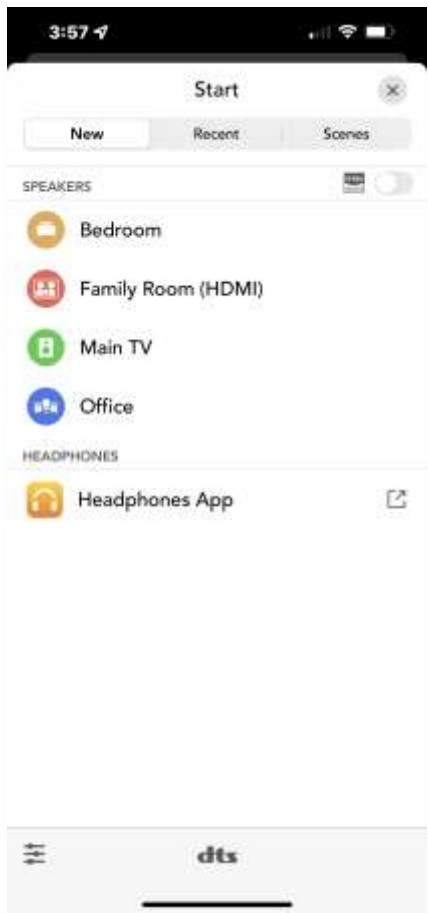 3:57
Start
New Recent Scenes
SPEAKERS
Bedroom
Family Room (HDMI)
Main TV
Office
HEADPHONES
Headphones App
dts